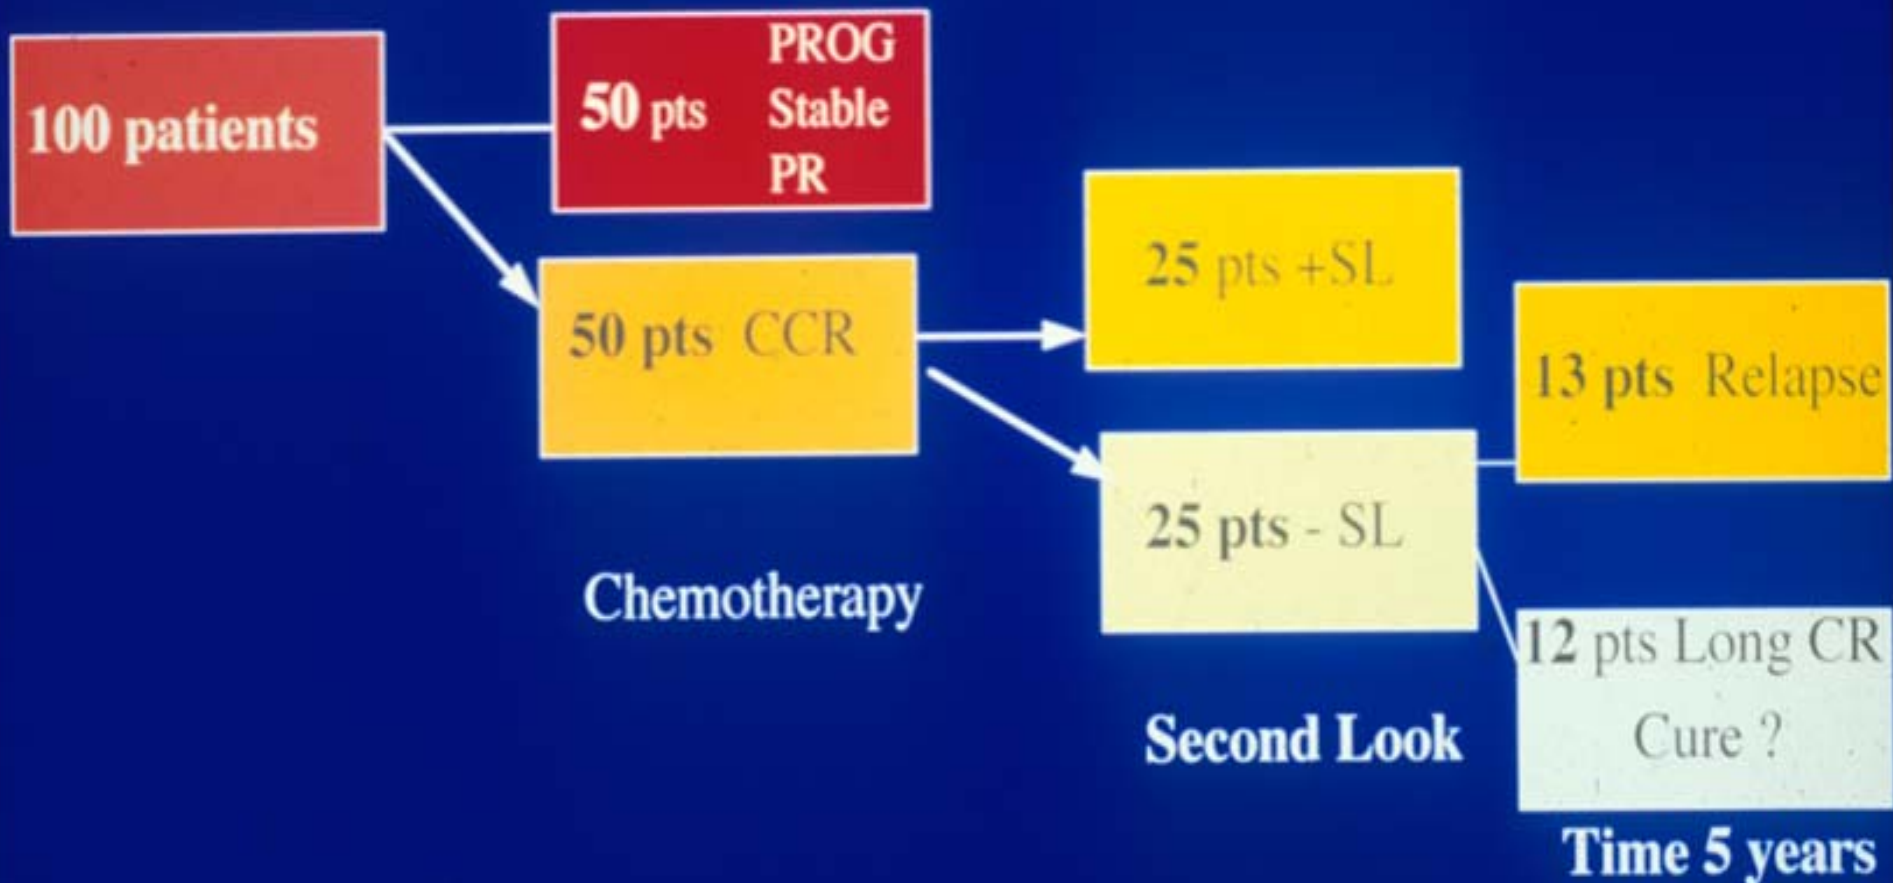 100 patients
50 pts
PROG
Stable
PR
50 pts CCR
25 pts +SL
25 pts - SL
13 pts Relapse
12 pts Long CR
Cure ?
Chemotherapy
Second Look
Time 5 years